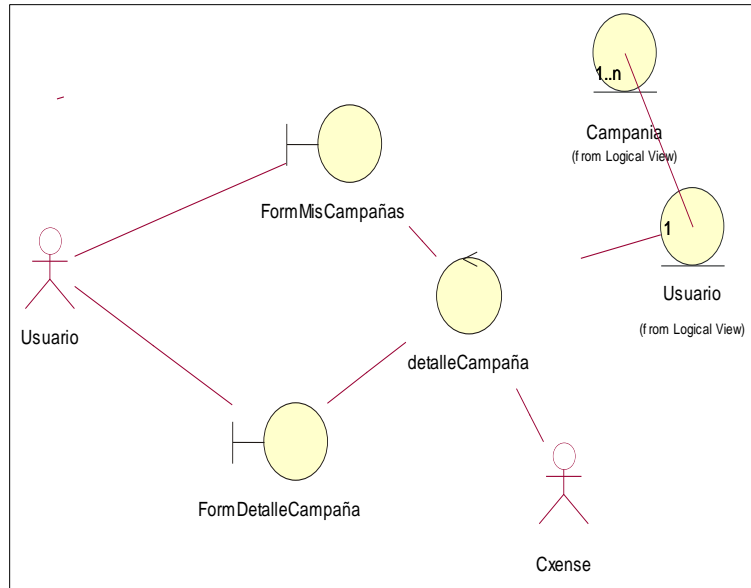 1..n
Campania
(from Logical View)
FormMisCampañas
1
Usuario
(from Logical View)
Usuario
detalleCampaña
FormDetalleCampaña
Cxense